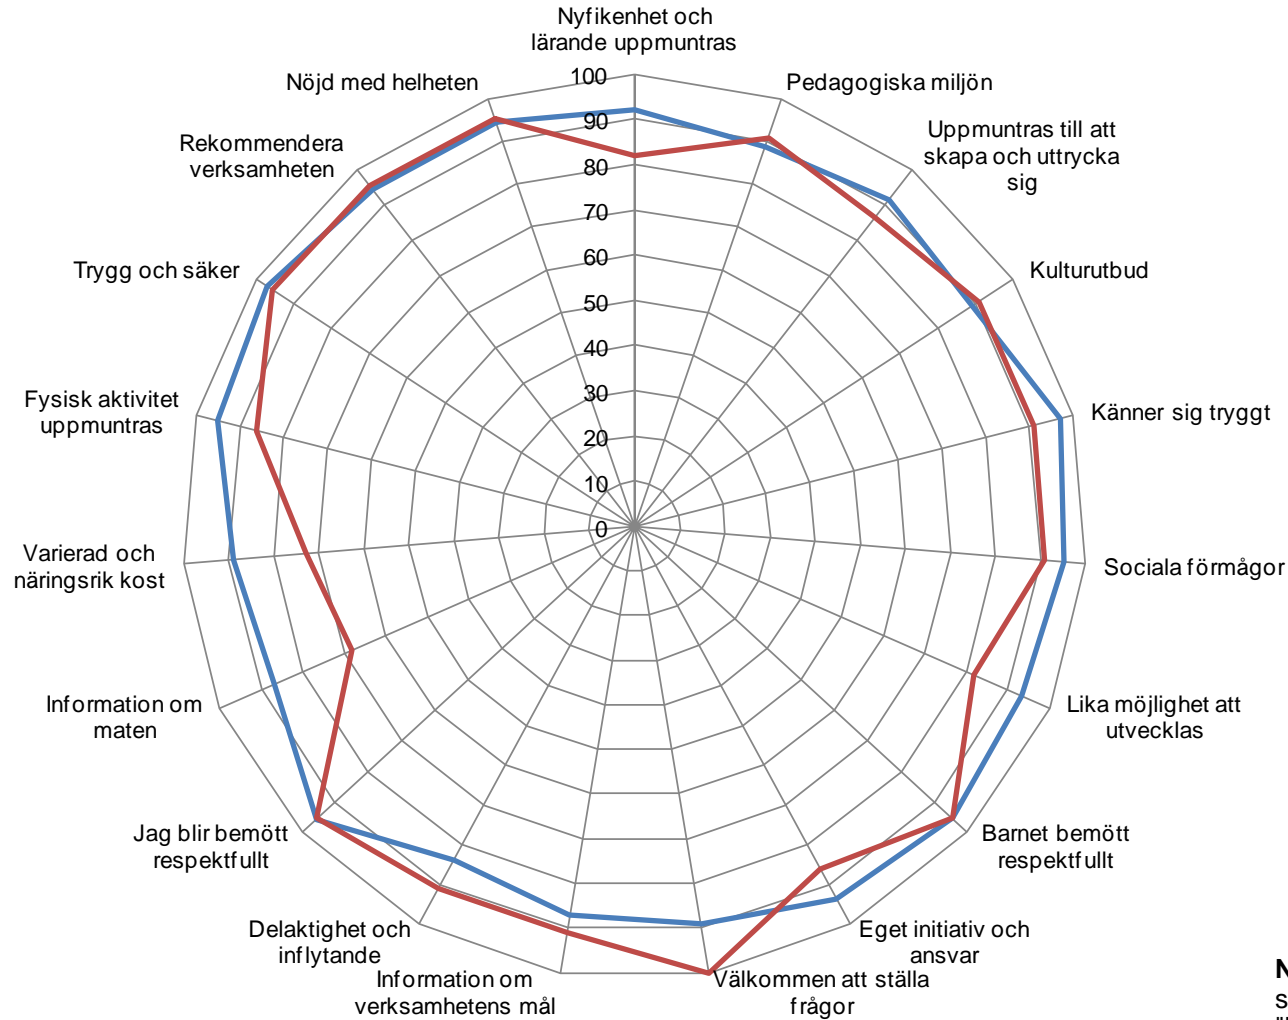 Nyfikenhet och
lärande uppmuntras
Pedagogiska miljön
Uppmuntras till att
skapa och uttrycka
sig
Kulturutbud
Känner sig tryggt
Sociala förmågor
Lika möjlighet att
utvecklas
Barnet bemött
respektfullt
Eget initiativ och
ansvar
Välkommen att ställa
frågor
Information om
verksamhetens mål
Delaktighet och
inflytande
Jag blir bemött
respektfullt
Information om
maten
Varierad och
näringsrik kost
Fysisk aktivitet
uppmuntras
Trygg och säker
Rekommendera
verksamheten
Nöjd med helheten
100
90
80
70
60
50
40
30
20
10
0
N
s